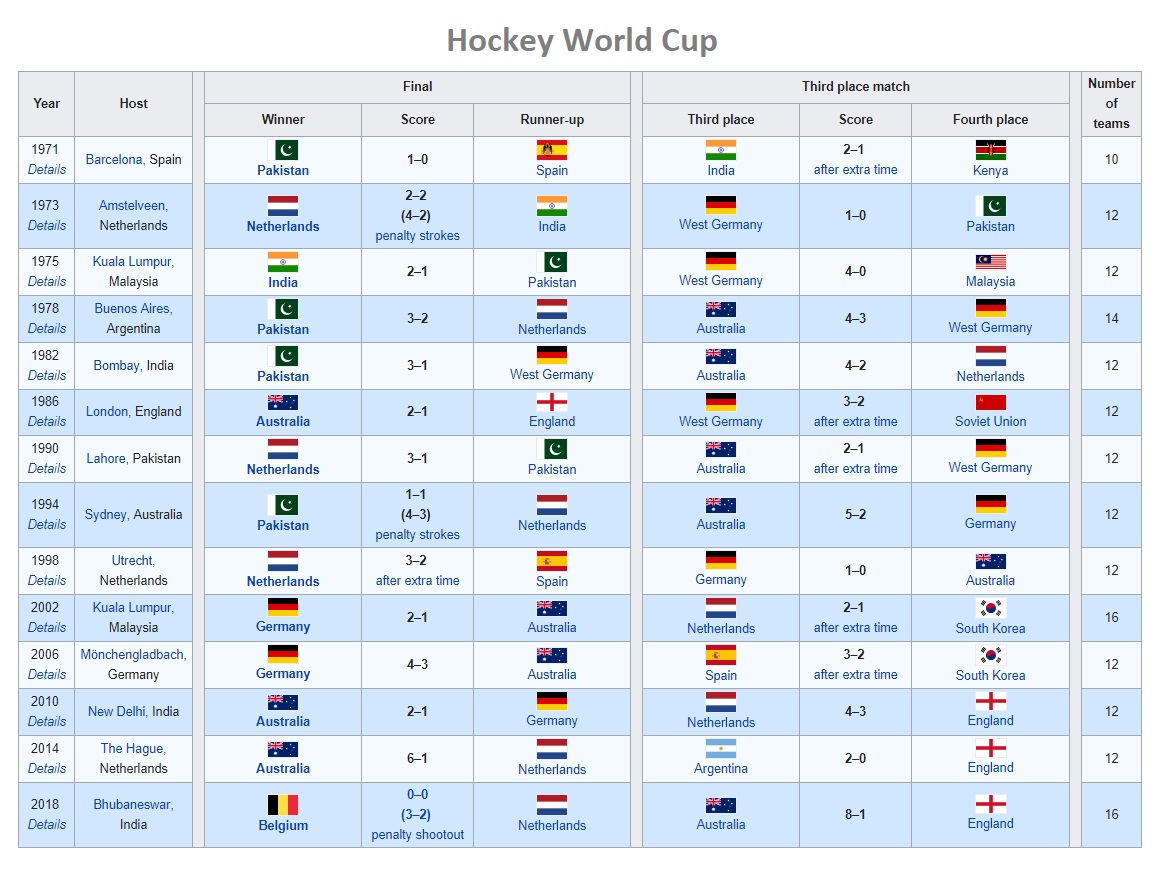 Hockey World Cup
Year Host Final Third place match Number of teams
Winner Score Runner-up Third place Score Fourth place
1971 Details Barcelona, Spain Pakistan 1–0 Spain India 2–1 after extra time Kenya 10
1973 Details Amstelveen, Netherlands Netherlands 2–2 (4–2) penalty strokes India West Germany 1–0 Pakistan 12
1975 Details Kuala Lumpur, Malaysia India 2–1 Pakistan West Germany 4–0 Malaysia 12
1978 Details Buenos Aires, Argentina Pakistan 3–2 Netherlands Australia 4–3 West Germany 14
1982 Details Bombay, India Pakistan 3–1 West Germany Australia 4–2 Netherlands 12
1986 Details London, England Australia 2–1 England West Germany 3–2 after extra time Soviet Union 12
1990 Details Lahore, Pakistan Netherlands 3–1 Pakistan Australia 2–1 after extra time West Germany 12
1994 Details Sydney, Australia Pakistan 1–1 (4–3) penalty strokes Netherlands Australia 5–2 Germany 12
1998 Details Utrecht, Netherlands Netherlands 3–2 after extra time Spain Germany 1–0 Australia 12
2002 Details Kuala Lumpur, Malaysia Germany 2–1 Australia Netherlands 2–1 after extra time South Korea 16
2006 Details Mönchengladbach, Germany Germany 4–3 Australia Spain 3–2 after extra time South Korea 12
2010 Details New Delhi, India Australia 2–1 Germany Netherlands 4–3 England 12
2014 Details The Hague, Netherlands Australia 6–1 Netherlands Argentina 2–0 England 12
2018 Details Bhubaneswar, India Belgium 0–0 (3–2) penalty shootout Netherlands Australia 8–1 England 16